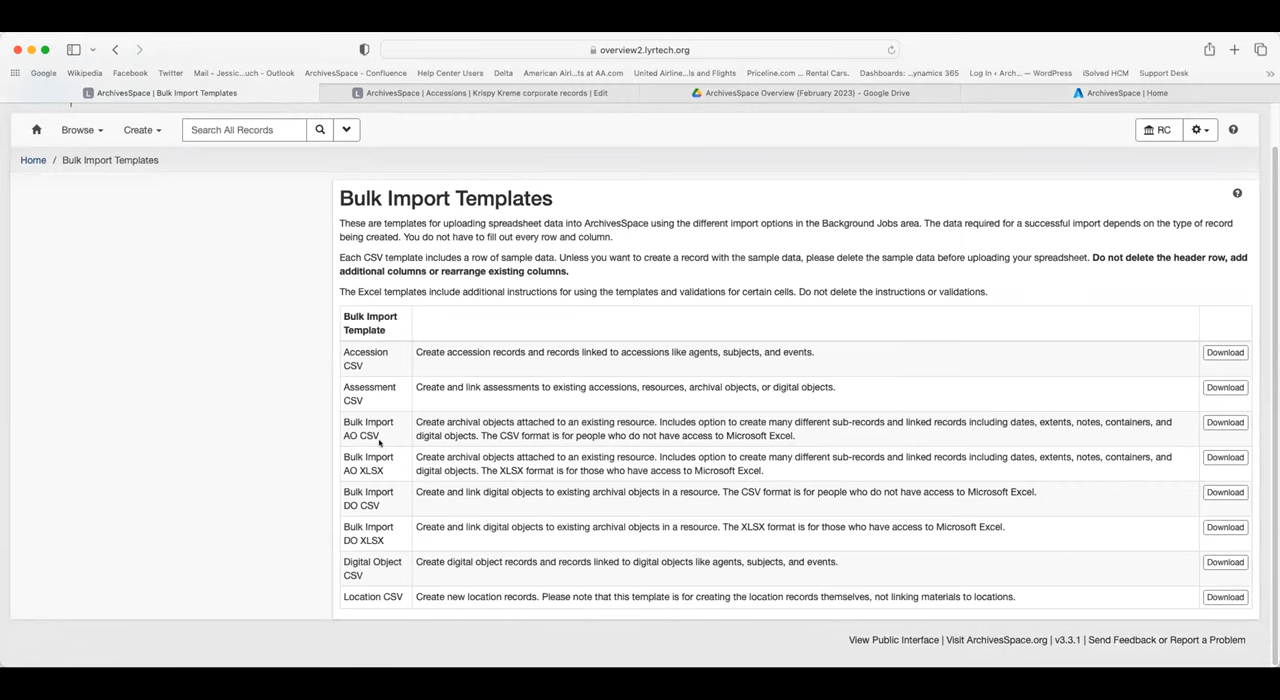 overview2.lyrtech.org
Google Wikipedia Facebook Twitter Mail - Jessic...uch - Outlook ArchivesSpace - Confluence Help Center Users Delta American Airl...ts at AA.com United Airline...ls and Flights Priceline.com ... Rental Cars. Dashboards: ...ynamics 365 Log In ‹ Arch... — WordPress iSolved HCM Support Desk
ArchivesSpace | Bulk Import Templates ArchivesSpace | Accessions | Krispy Kreme corporate records | Edit ArchivesSpace Overview (February 2023) - Google Drive ArchivesSpace | Home
Browse Create Search All Records RC
Home / Bulk Import Templates
Bulk Import Templates
These are templates for uploading spreadsheet data into ArchivesSpace using the different import options in the Background Jobs area. The data required for a successful import depends on the type of record
being created. You do not have to fill out every row and column.
Each CSV template includes a row of sample data. Unless you want to create a record with the sample data, please delete the sample data before uploading your spreadsheet. Do not delete the header row, add
additional columns or rearrange existing columns.
The Excel templates include additional instructions for using the templates and validations for certain cells. Do not delete the instructions or validations.
Bulk Import
Template
Accession Create accession records and records linked to accessions like agents, subjects, and events. Download
CSV
Assessment Create and link assessments to existing accessions, resources, archival objects, or digital objects. Download
CSV
Bulk Import Create archival objects attached to an existing resource. Includes option to create many different sub-records and linked records including dates, extents, notes, containers, and Download
AO CSV digital objects. The CSV format is for people who do not have access to Microsoft Excel.
Bulk Import Create archival objects attached to an existing resource. Includes option to create many different sub-records and linked records including dates, extents, notes, containers, and Download
AO XLSX digital objects. The XLSX format is for those who have access to Microsoft Excel.
Bulk Import Create and link digital objects to existing archival objects in a resource. The CSV format is for people who do not have access to Microsoft Excel. Download
DO CSV
Bulk Import Create and link digital objects to existing archival objects in a resource. The XLSX format is for those who have access to Microsoft Excel. Download
DO XLSX
Digital Object Create digital object records and records linked to digital objects like agents, subjects, and events. Download
CSV
Location CSV Create new location records. Please note that this template is for creating the location records themselves, not linking materials to locations. Download
View Public Interface | Visit ArchivesSpace.org | v3.3.1 | Send Feedback or Report a Problem